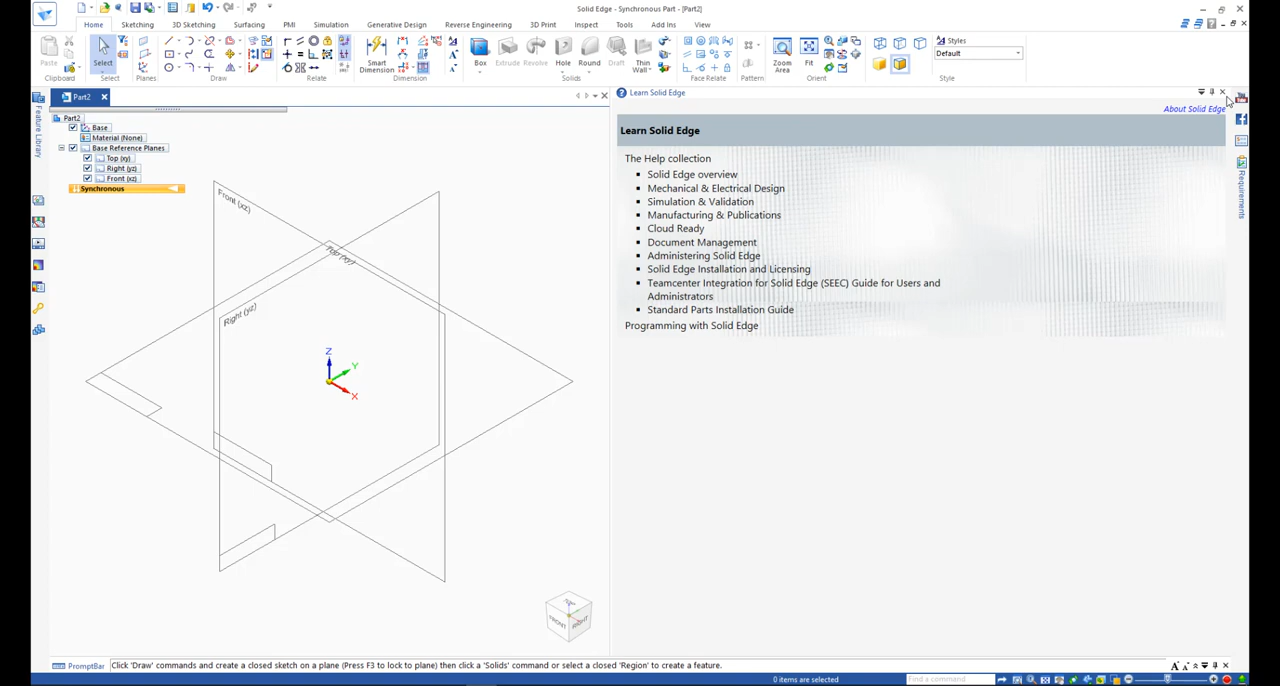 Solid Edge - Synchronous Part - [Part2]
Home
Sketching
3D Sketching
Surfacing
PMI
Simulation
Generative Design
Reverse Engineering
3D Print
Inspect
Tools
Add Ins
View
Paste
Select
Smart
Dimension
Box
Extrude
Revolve
Hole
Round
Draft
Thin
Wall
Zoom
Area
Fit
Styles
Default
Clipboard
Select
Planes
Draw
Relate
Dimension
Solids
Face Relate
Pattern
Orient
Style
Part2
Learn Solid Edge
About Solid Edge
Feature Library
Part2
Base
Material (None)
Base Reference Planes
Top (xy)
Right (yz)
Front (xz)
Synchronous
Learn Solid Edge
The Help collection
Solid Edge overview
Mechanical & Electrical Design
Simulation & Validation
Manufacturing & Publications
Cloud Ready
Document Management
Administering Solid Edge
Solid Edge Installation and Licensing
Teamcenter Integration for Solid Edge (SEEC) Guide for Users and
Administrators
Standard Parts Installation Guide
Programming with Solid Edge
Requirements
Front (xz)
Top (xy)
Right (yz)
Z
Y
X
FRONT
RIGHT
PromptBar
Click 'Draw' commands and create a closed sketch on a plane (Press F3 to lock to plane) then click a 'Solids' command or select a closed 'Region' to create a feature.
0 items are selected
Find a command